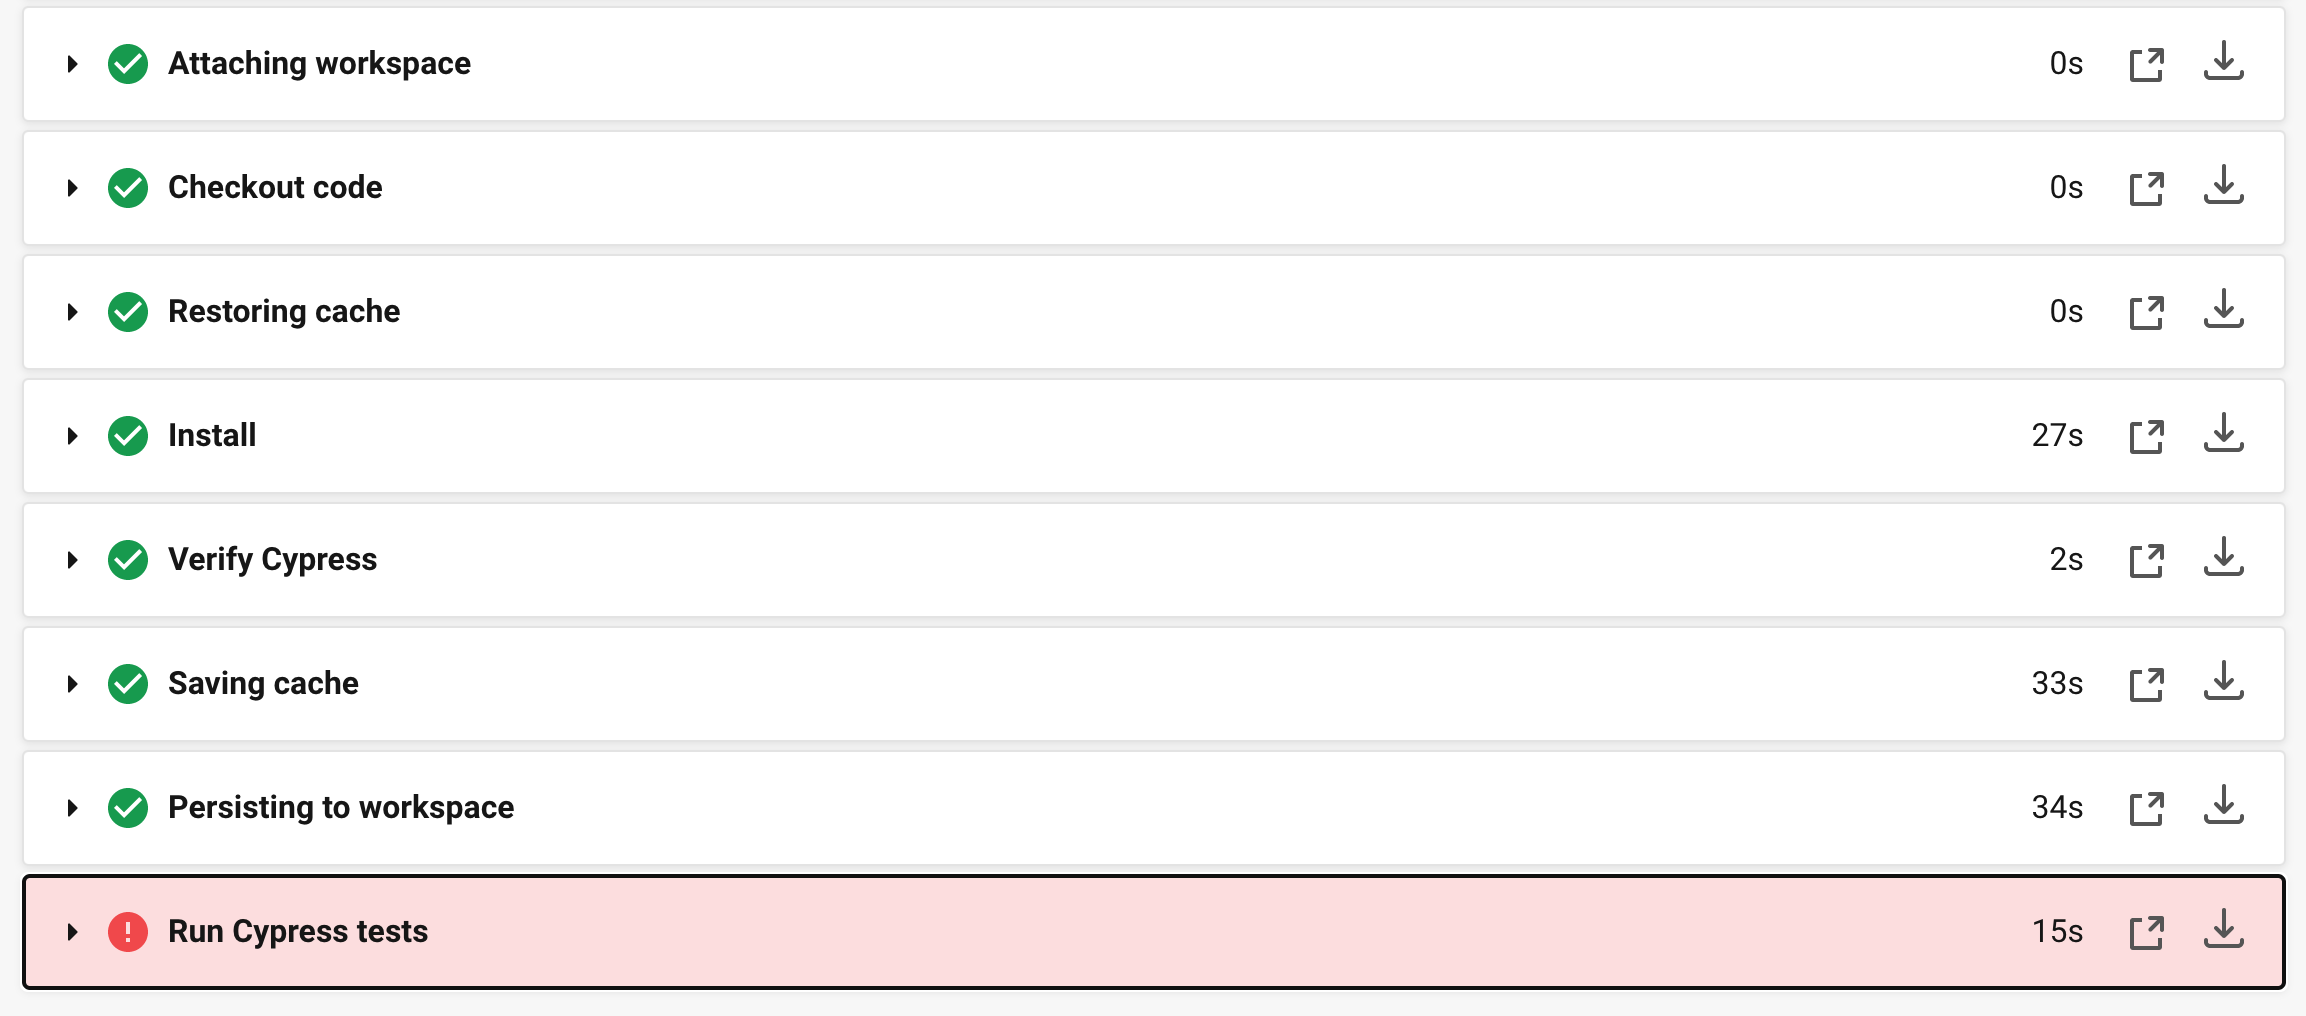 Attaching workspace 0s
Checkout code 0s
Restoring cache 0s
Install 27s
Verify Cypress 2s
Saving cache 33s
Persisting to workspace 34s
Run Cypress tests 15s